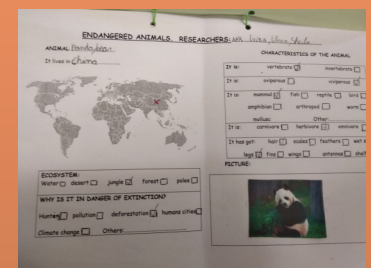 ENDANGERED ANIMALS. RESEARCHERS:
ANIMAL: Panda bear
It lives in China
ECOSYSTEM:
Water desert jungle forest poles
WHY IS IT IN DANGER OF EXTINCTION?
Hunting pollution deforestation humans cities
Climate change Others:
CHARACTERISTICS OF THE ANIMAL
It is: vertebrate invertebrate
It is: oviparous viviparous
It is: mammal fish reptile bird
amphibian arthropod worm
mollusc Other:
It is: carnivore herbivore omnivore
It has got: hair scales feathers wet s
legs fins wings antennae shell
PICTURE: